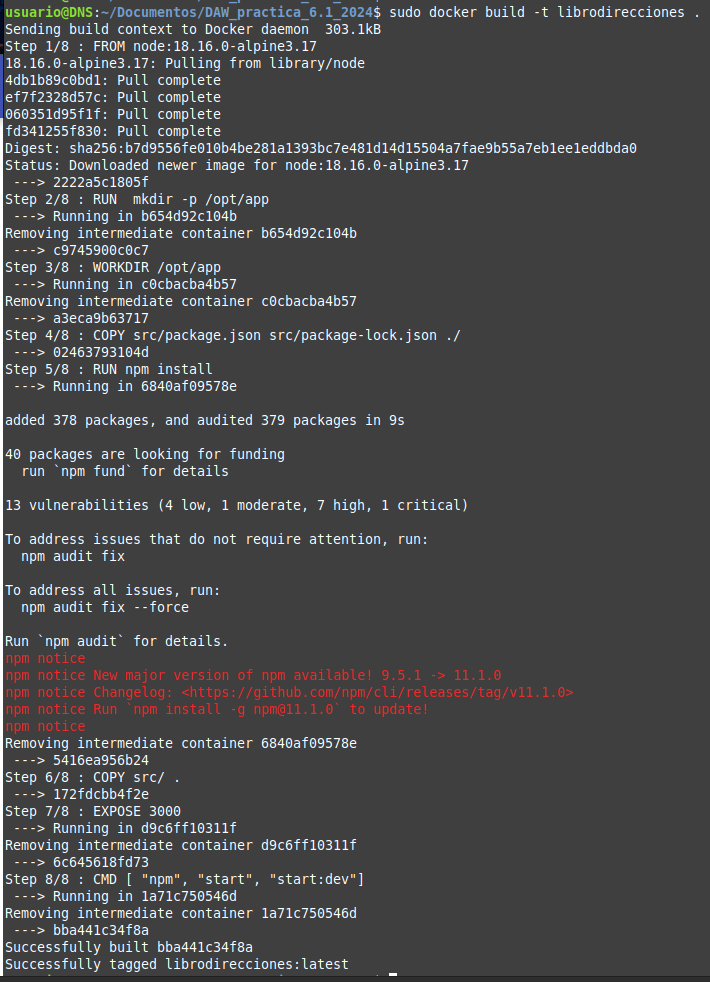 usuario@DNS:~/Documentos/DAW_practica_6.1_2024$ sudo docker build -t librodirecciones .
Sending build context to Docker daemon  303.1kB
Step 1/8 : FROM node:18.16.0-alpine3.17
18.16.0-alpine3.17: Pulling from library/node
4db1b89c0bd1: Pull complete
ef7f2328d57c: Pull complete
060351d95f1f: Pull complete
fd341255f830: Pull complete
Digest: sha256:b7d9556fe010b4be281a1393bc7e481d14d15504a7fae9b55a7eb1ee1eddbda0
Status: Downloaded newer image for node:18.16.0-alpine3.17
 ---> 2222a5c1805f
Step 2/8 : RUN  mkdir -p /opt/app
 ---> Running in b654d92c104b
Removing intermediate container b654d92c104b
 ---> c9745900c0c7
Step 3/8 : WORKDIR /opt/app
 ---> Running in c0cbacba4b57
Removing intermediate container c0cbacba4b57
 ---> a3eca9b63717
Step 4/8 : COPY src/package.json src/package-lock.json ./
 ---> 02463793104d
Step 5/8 : RUN npm install
 ---> Running in 6840af09578e
added 378 packages, and audited 379 packages in 9s
40 packages are looking for funding
  run `npm fund` for details
13 vulnerabilities (4 low, 1 moderate, 7 high, 1 critical)
To address issues that do not require attention, run:
  npm audit fix
To address all issues, run:
  npm audit fix --force
Run `npm audit` for details.
npm notice
npm notice New major version of npm available! 9.5.1 -> 11.1.0
npm notice Changelog: <https://github.com/npm/cli/releases/tag/v11.1.0>
npm notice Run `npm install -g npm@11.1.0` to update!
npm notice
Removing intermediate container 6840af09578e
 ---> 5416ea956b24
Step 6/8 : COPY src/ .
 ---> 172fdcbb4f2e
Step 7/8 : EXPOSE 3000
 ---> Running in d9c6ff10311f
Removing intermediate container d9c6ff10311f
 ---> 6c645618fd73
Step 8/8 : CMD [ "npm", "start", "start:dev"]
 ---> Running in 1a71c750546d
Removing intermediate container 1a71c750546d
 ---> bba441c34f8a
Successfully built bba441c34f8a
Successfully tagged librodirecciones:latest